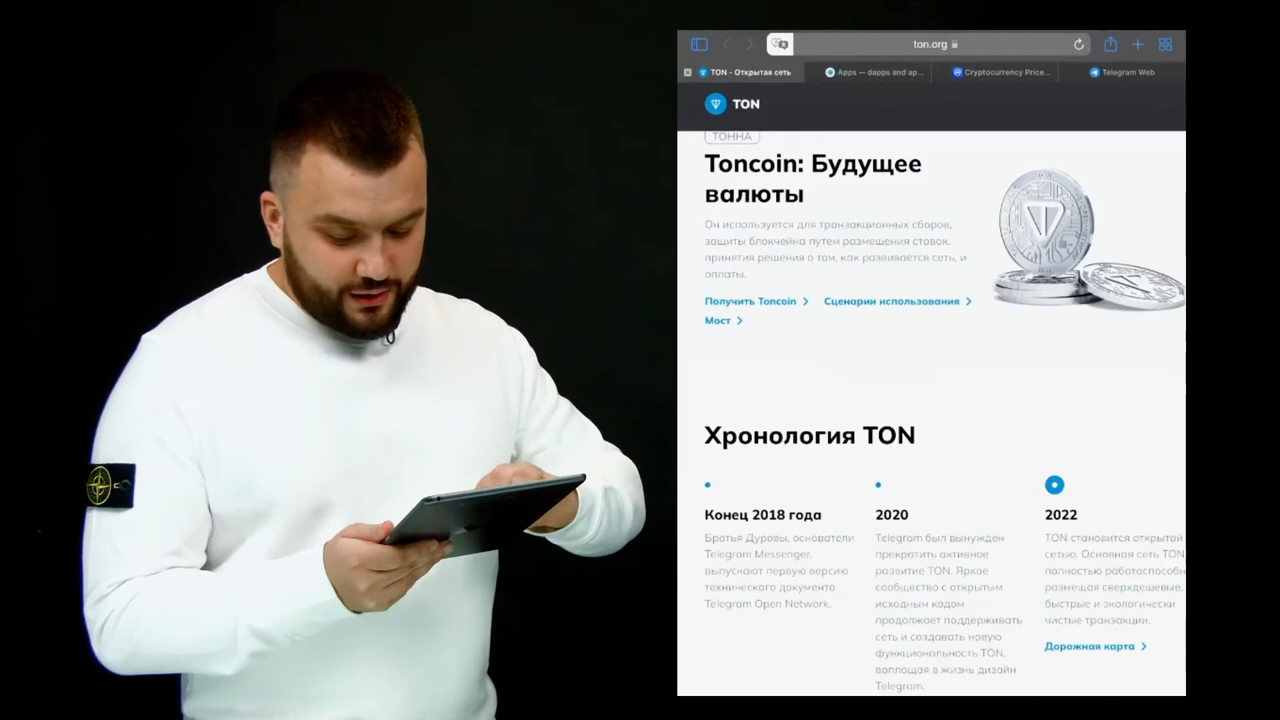 ton.org
TON - Открытая сеть
Apps — dapps and ap...
Cryptocurrency Price...
Telegram Web
TON
ТОННА
Toncoin: Будущее
валюты
Он используется для транзакционных сборов,
защиты блокчейна путем размещения ставок,
принятия решения о том, как развивается сеть, и
оплаты.
Получить Toncoin
Сценарии использования
Мост
Хронология TON
Конец 2018 года
Братья Дуровы, основатели
Telegram Messenger,
выпускают первую версию
технического документа
Telegram Open Network.
2020
Telegram был вынужден
прекратить активное
развитие TON. Яркое
сообщество с открытым
исходным кодом
продолжает поддерживать
сеть и создавать новую
функциональность TON,
воплощая в жизнь дизайн
Telegram.
2022
TON становится открытой
сетью. Основная сеть TON
полностью работоспособн
размещая сверхдешевые,
быстрые и экологически
чистые транзакции.
Дорожная карта